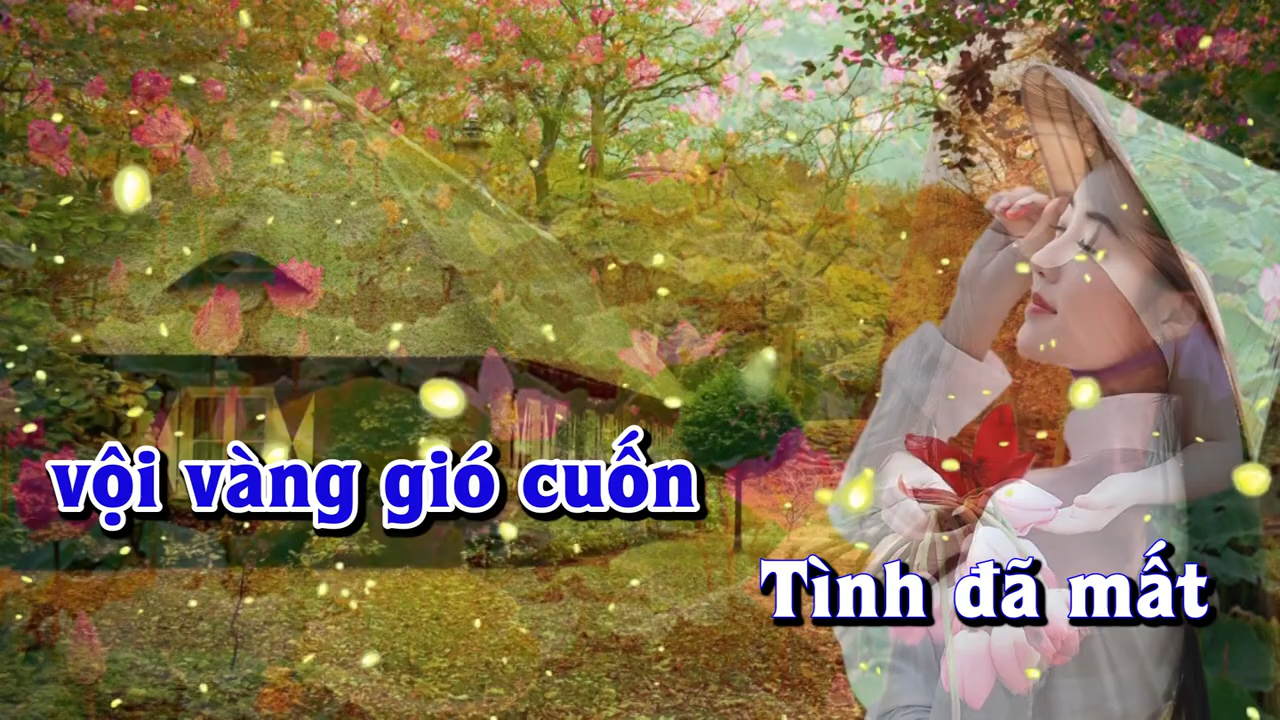 vội vàng gió cuốn
Tình đã mất